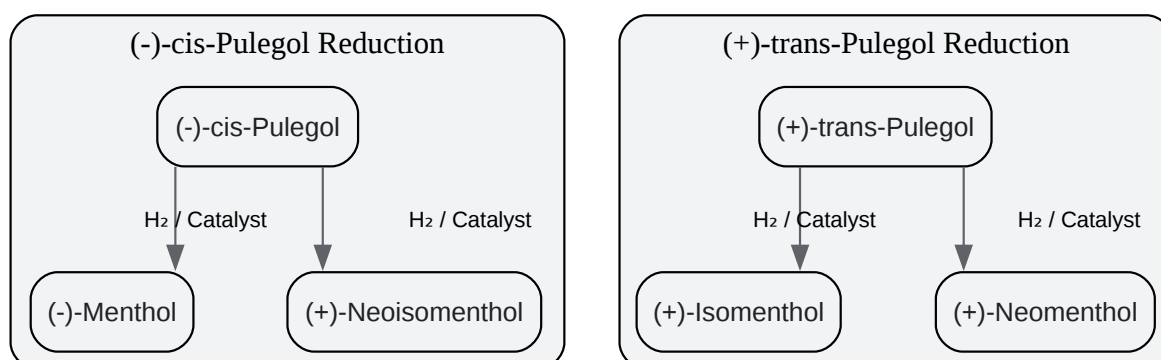 (-)-cis-Pulegol Reduction
(-)-cis-Pulegol
H₂ / Catalyst
H₂ / Catalyst
(-)-Menthol
(+)-Neoisomenthol
(+)-trans-Pulegol Reduction
(+)-trans-Pulegol
H₂ / Catalyst
H₂ / Catalyst
(+)-Isomenthol
(+)-Neomenthol